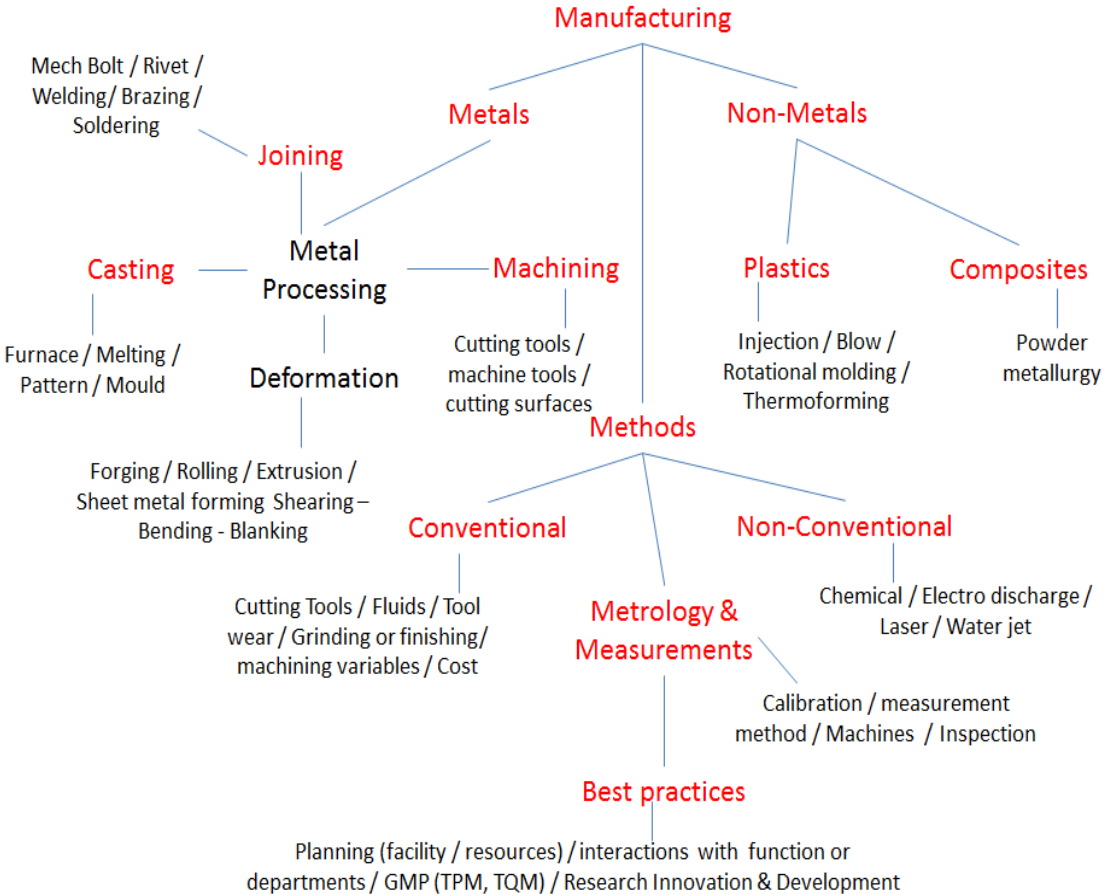 Manufacturing
Mech Bolt / Rivet /
Welding/ Brazing /
Soldering
Metals
Non-Metals
Joining
Metal
Processing
Casting
Machining
Plastics
Composites
Furnace / Melting /
Pattern / Mould
Deformation
Cutting tools /
machine tools /
cutting surfaces
Injection / Blow /
Rotational molding /
Thermoforming
Powder
metallurgy
Methods
Forging / Rolling / Extrusion /
Sheet metal forming Shearing –
Bending - Blanking
Conventional
Non-Conventional
Cutting Tools / Fluids / Tool
wear / Grinding or finishing/
machining variables / Cost
Metrology &
Measurements
Chemical / Electro discharge /
Laser / Water jet
Calibration / measurement
method / Machines / Inspection
Best practices
Planning (facility / resources) / interactions with function or
departments / GMP (TPM, TQM) / Research Innovation & Development